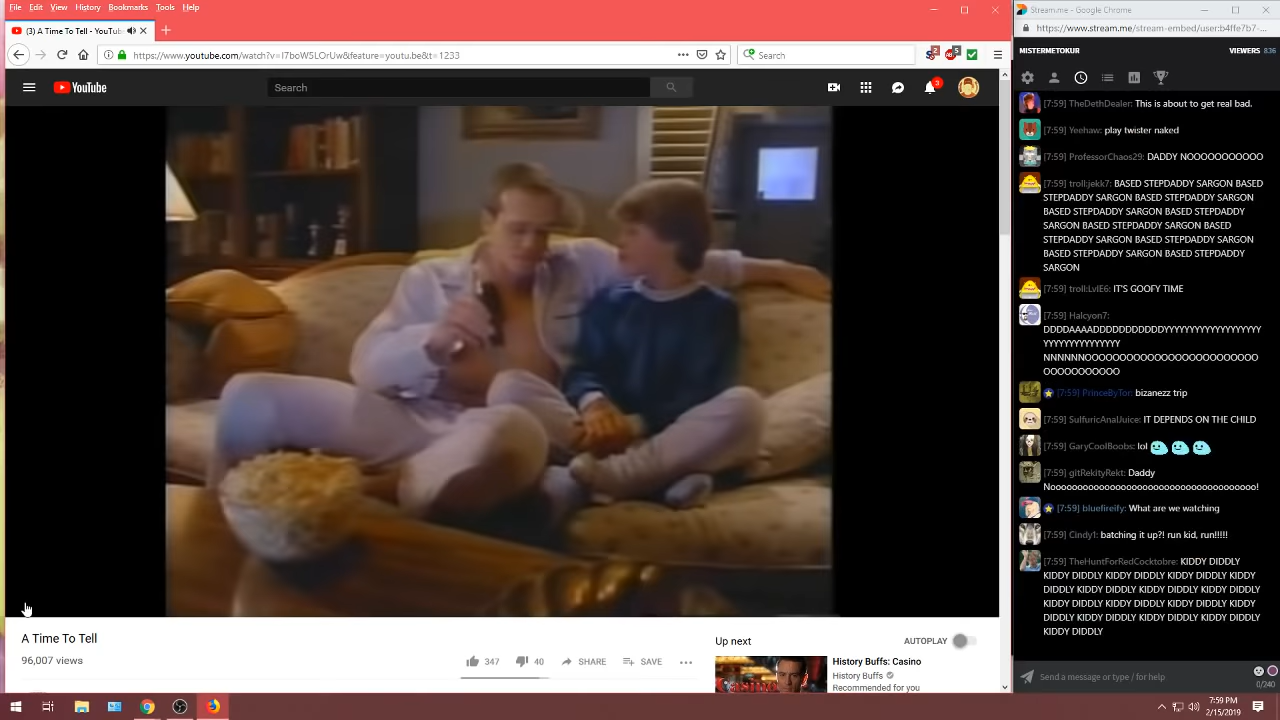 File Edit View History Bookmarks Tools Help
(3) A Time To Tell - YouTub
https://www.youtube.com/watch?v=I7boW5LOrUw&feature=youtu.be&t=1233
Search
YouTube
Search
3
A Time To Tell
96,007 views
347
40
SHARE
SAVE
Up next
AUTOPLAY
History Buffs: Casino
History Buffs
Recommended for you
Stream.me - Google Chrome
https://www.stream.me/stream-embed/user:b4ffe7b7-...
MISTERMETOKUR
VIEWERS 836
[7:59] TheDethDealer: This is about to get real bad.
[7:59] Yeehaw: play twister naked
[7:59] ProfessorChaos29: DADDY NOOOOOOOOOOO
[7:59] troll:jekk7: BASED STEPDADDY SARGON BASED
STEPDADDY SARGON BASED STEPDADDY SARGON
BASED STEPDADDY SARGON BASED STEPDADDY
SARGON BASED STEPDADDY SARGON BASED
STEPDADDY SARGON BASED STEPDADDY SARGON
BASED STEPDADDY SARGON BASED STEPDADDY
SARGON
[7:59] troll:LvlE6: IT'S GOOFY TIME
[7:59] Halcyon7:
DDDDAAAADDDDDDDDDDDYYYYYYYYYYYYYYYYYYY
YYYYYYYYYYYYYYY
NNNNNNOOOOOOOOOOOOOOOOOOOOOOOOO
OOOOOOOOOOO
[7:59] PrinceByTor: bizanezz trip
[7:59] SulfuricAnalJuice: IT DEPENDS ON THE CHILD
[7:59] GaryCoolBoobs: lol
[7:59] gitRekityRekt: Daddy
Nooooooooooooooooooooooooooooooooooooo!
[7:59] bluefireify: What are we watching
[7:59] Cindy1: batching it up?! run kid, run!!!!!
[7:59] TheHuntForRedCocktobre: KIDDY DIDDLY
KIDDY DIDDLY KIDDY DIDDLY KIDDY DIDDLY KIDDY
DIDDLY KIDDY DIDDLY KIDDY DIDDLY KIDDY DIDDLY
KIDDY DIDDLY KIDDY DIDDLY KIDDY DIDDLY KIDDY
DIDDLY KIDDY DIDDLY KIDDY DIDDLY KIDDY DIDDLY
KIDDY DIDDLY
Send a message or type / for help
0/240
7:59 PM
2/15/2019